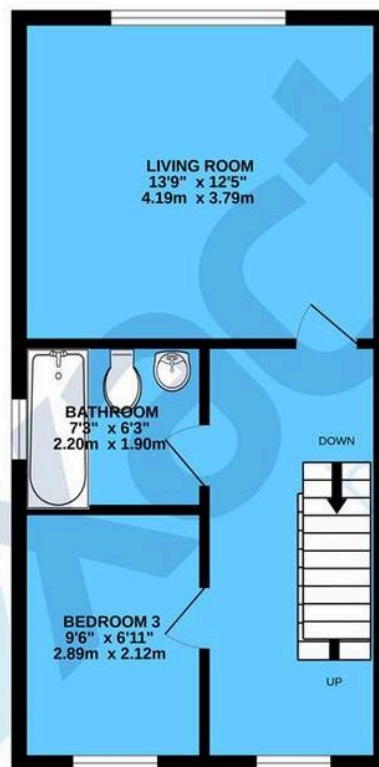 LIVING ROOM
13'9" x 12'5"
4.19m x 3.79m
BATHROOM
7'3" x 6'3"
2.20m x 1.90m
DOWN
BEDROOM 3
9'6" x 6'11"
2.89m x 2.12m
UP